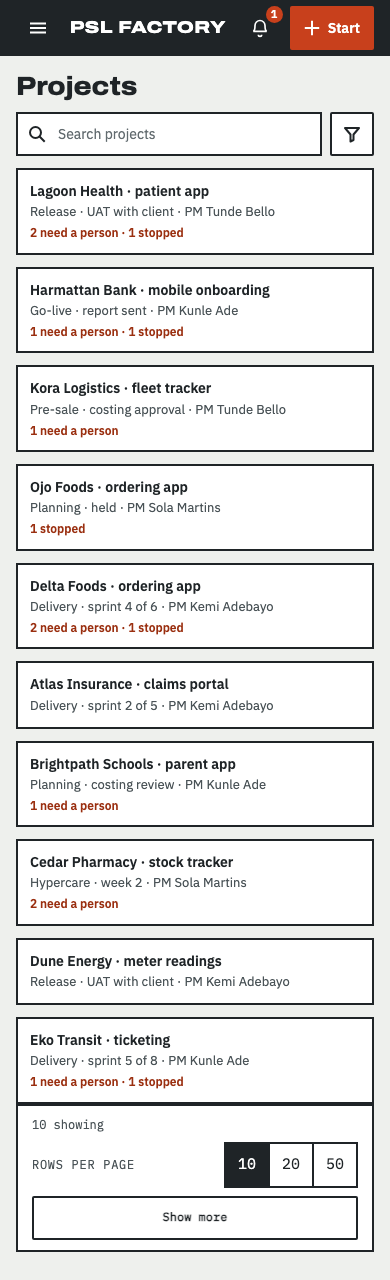 PSL FACTORY
1
Start
Projects
Search projects
Lagoon Health · patient app
Release · UAT with client · PM Tunde Bello
2 need a person · 1 stopped
Harmattan Bank · mobile onboarding
Go-live · report sent · PM Kunle Ade
1 need a person · 1 stopped
Kora Logistics · fleet tracker
Pre-sale · costing approval · PM Tunde Bello
1 need a person
Ojo Foods · ordering app
Planning · held · PM Sola Martins
1 stopped
Delta Foods · ordering app
Delivery · sprint 4 of 6 · PM Kemi Adebayo
2 need a person · 1 stopped
Atlas Insurance · claims portal
Delivery · sprint 2 of 5 · PM Kemi Adebayo
Brightpath Schools · parent app
Planning · costing review · PM Kunle Ade
1 need a person
Cedar Pharmacy · stock tracker
Hypercare · week 2 · PM Sola Martins
2 need a person
Dune Energy · meter readings
Release · UAT with client · PM Kemi Adebayo
Eko Transit · ticketing
Delivery · sprint 5 of 8 · PM Kunle Ade
1 need a person · 1 stopped
10 showing
ROWS PER PAGE 10 20 50
Show more